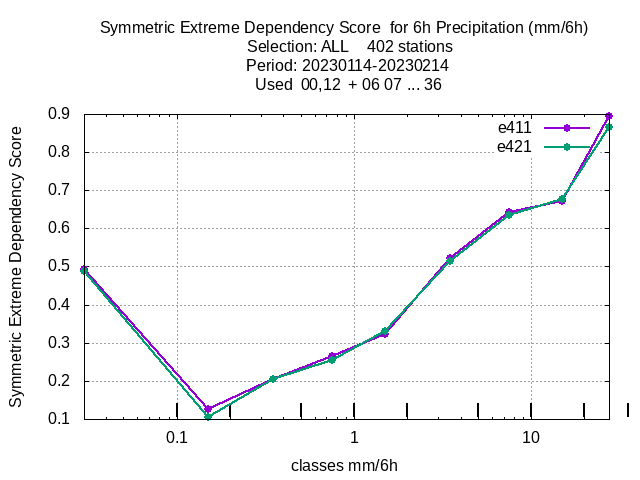 Symmetric Extreme Dependency Score  for 6h Precipitation (mm/6h)
Selection: ALL    402 stations
Period: 20230114-20230214
Used  00,12  + 06 07 ... 36
0.9
0.8
0.7
0.6
0.5
0.4
0.3
0.2
0.1
Symmetric Extreme Dependency Score
e411
e421
0.1
1
10
classes mm/6h